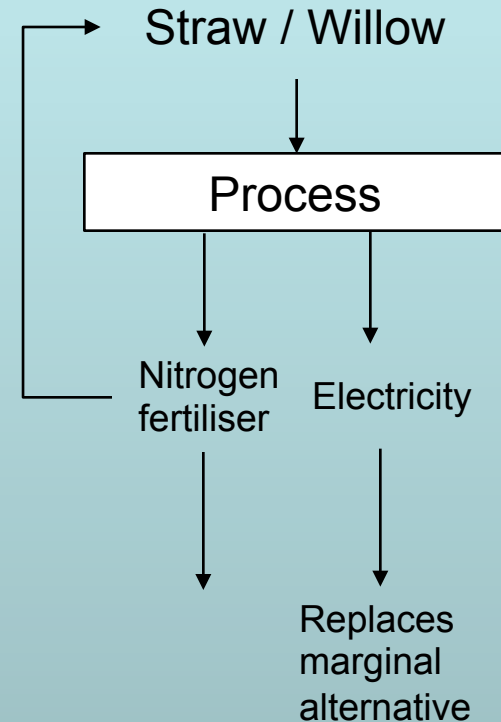 Straw / Willow
Process
Nitrogen
fertiliser
Electricity
Replaces
marginal
alternative